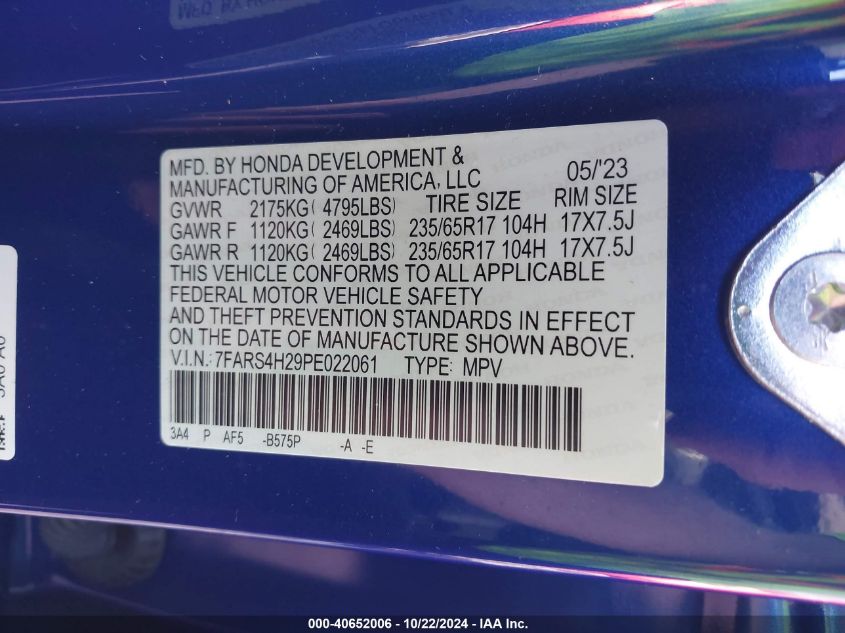 MFD. BY HONDA DEVELOPMENT & 05/'23
MANUFACTURING OF AMERICA, LLC
GVWR 2175KG( 4795LBS) TIRE SIZE RIM SIZE
GAWR F 1120KG( 2469LBS) 235/65R17 104H 17X7.5J
GAWR R 1120KG( 2469LBS) 235/65R17 104H 17X7.5J
THIS VEHICLE CONFORMS TO ALL APPLICABLE
FEDERAL MOTOR VEHICLE SAFETY
AND THEFT PREVENTION STANDARDS IN EFFECT
ON THE DATE OF MANUFACTURE SHOWN ABOVE.
V.I.N.: 7FARS4H29PE022061 TYPE: MPV
3A4 P AF5 -B575P -A -E
000-40652006 - 10/22/2024 - IAA Inc.